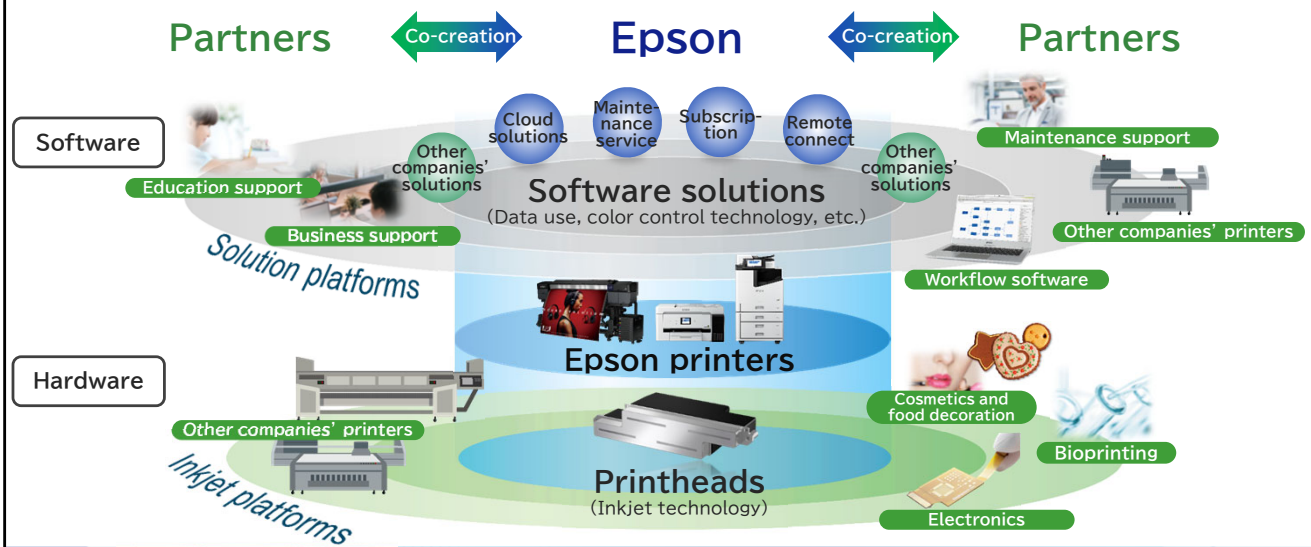 Partners
Co-creation
Epson
Co-creation
Partners
Software
Cloud
solutions
Mainte-
nance
service
Subscrip-
tion
Remote
connect
Other
companies'
solutions
Other
companies'
solutions
Maintenance support
Education support
Business support
Software solutions
(Data use, color control technology, etc.)
Other companies' printers
Workflow software
Solution platforms
Epson printers
Hardware
Other companies' printers
Cosmetics and
food decoration
Bioprinting
Printheads
(Inkjet technology)
Electronics
Inkjet platforms